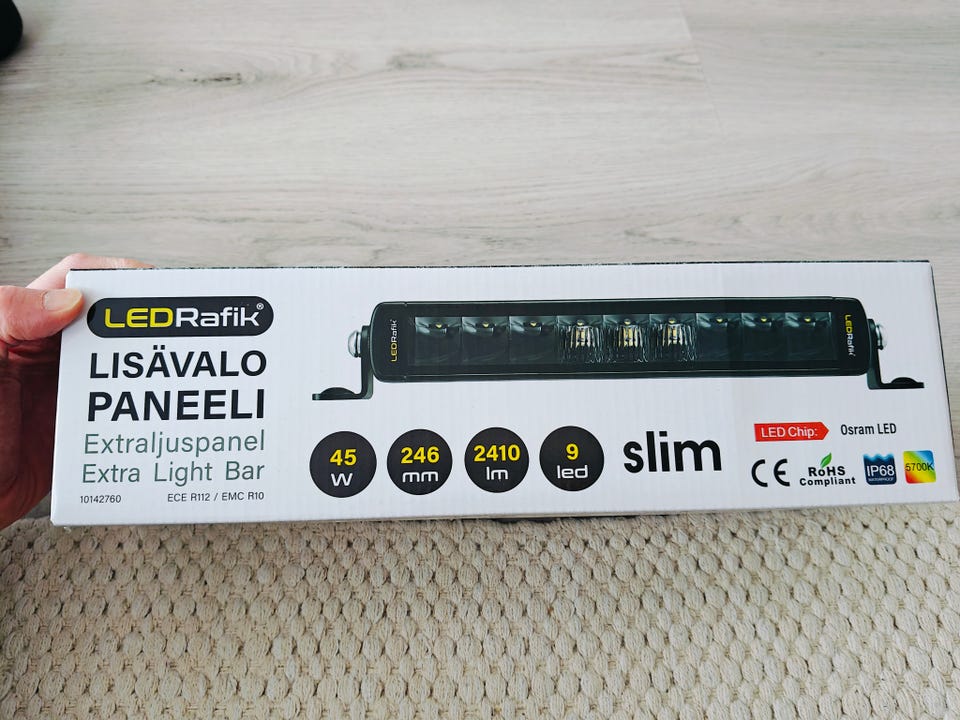 LEDRafik®
LISÄVALO
PANEELI
Extraljuspanel
Extra Light Bar
10142760 ECE R112 / EMC R10
LEDRafik
LEDRafik
45
W
246
mm
2410
lm
9
led
slim
LED Chip: Osram LED
CE
RoHS
Compliant
IP68
WATERPROOF
5700K